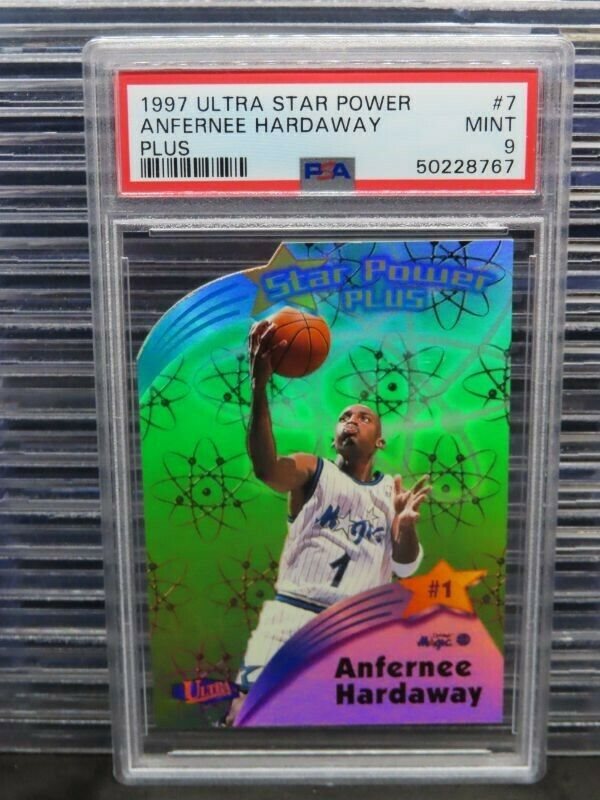 1997 ULTRA STAR POWER #7
ANFERNEE HARDAWAY MINT
PLUS 9
PSA 50228767
Star Power
PLUS
Magic
1
#1
Magic
Anfernee
Hardaway
ULTRA